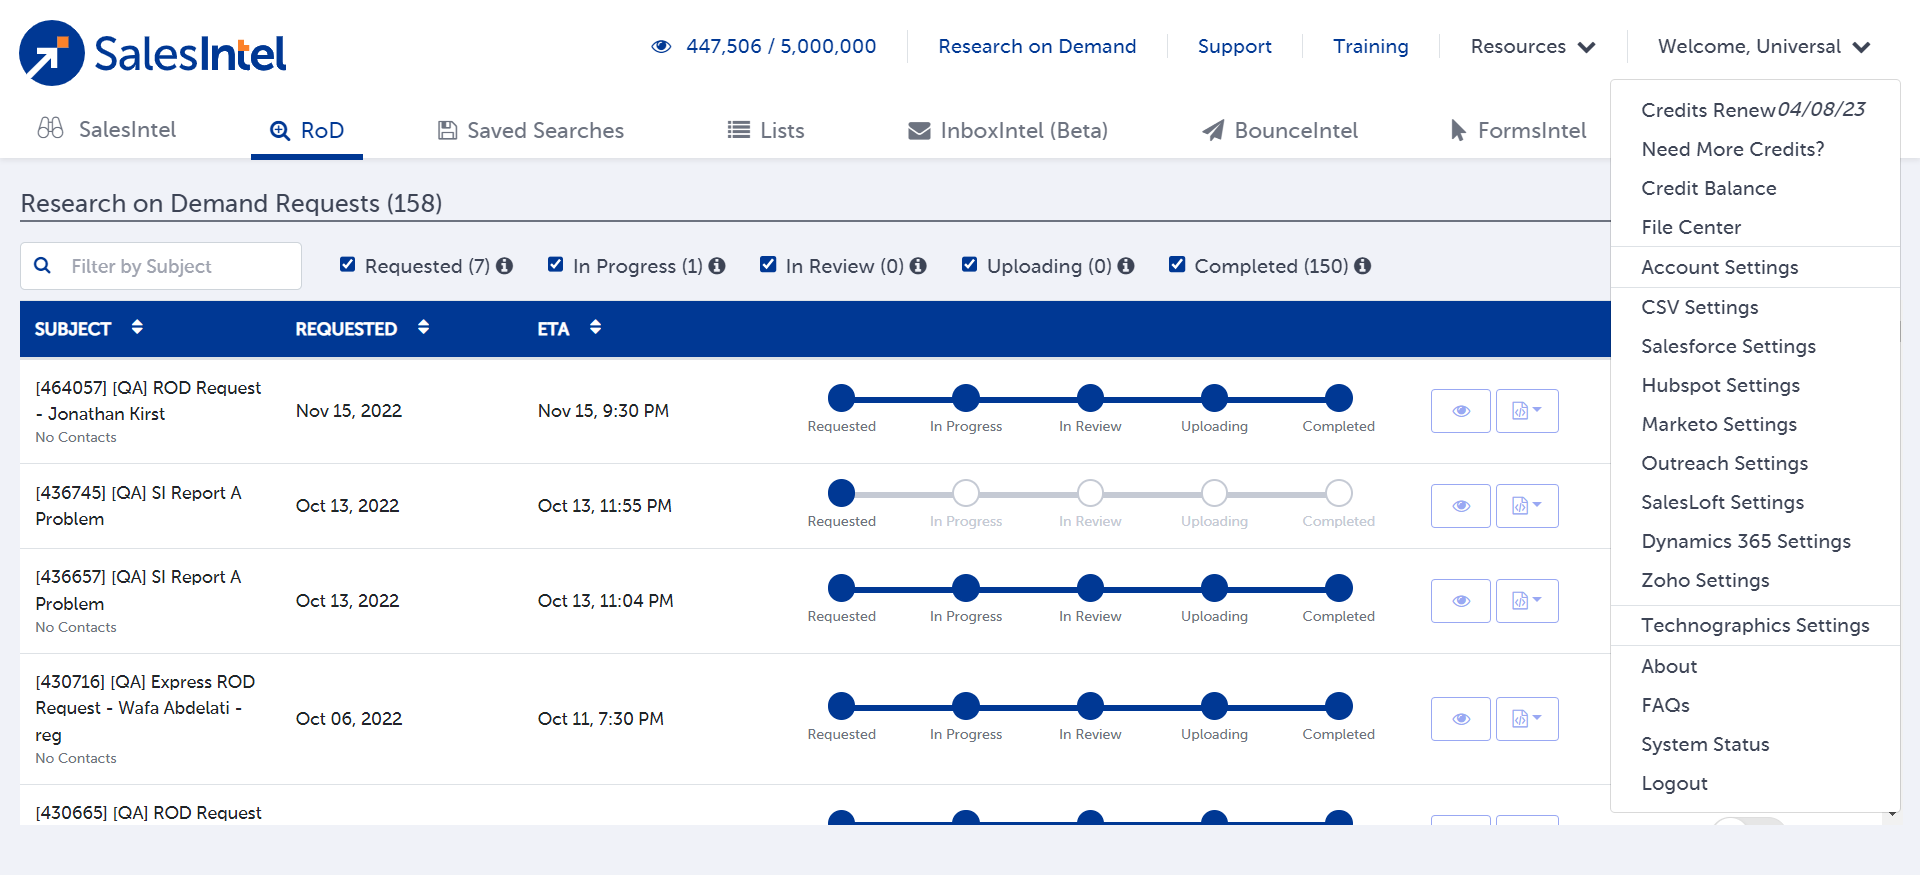 SalesIntel
447,506 / 5,000,000
Research on Demand
Support
Training
Resources
Welcome, Universal
SalesIntel
RoD
Saved Searches
Lists
InboxIntel (Beta)
BounceIntel
FormsIntel
Credits Renew 04/08/23
Need More Credits?
Credit Balance
File Center
Account Settings
CSV Settings
Salesforce Settings
Hubspot Settings
Marketo Settings
Outreach Settings
SalesLoft Settings
Dynamics 365 Settings
Zoho Settings
Technographics Settings
About
FAQs
System Status
Logout
Research on Demand Requests (158)
Filter by Subject
Requested (7)
In Progress (1)
In Review (0)
Uploading (0)
Completed (150)
SUBJECT
REQUESTED
ETA
[464057] [QA] ROD Request
- Jonathan Kirst
No Contacts
Nov 15, 2022
Nov 15, 9:30 PM
Requested
In Progress
In Review
Uploading
Completed
[436745] [QA] SI Report A
Problem
Oct 13, 2022
Oct 13, 11:55 PM
Requested
In Progress
In Review
Uploading
Completed
[436657] [QA] SI Report A
Problem
No Contacts
Oct 13, 2022
Oct 13, 11:04 PM
Requested
In Progress
In Review
Uploading
Completed
[430716] [QA] Express ROD
Request - Wafa Abdelati -
reg
No Contacts
Oct 06, 2022
Oct 11, 7:30 PM
Requested
In Progress
In Review
Uploading
Completed
[430665] [QA] ROD Request